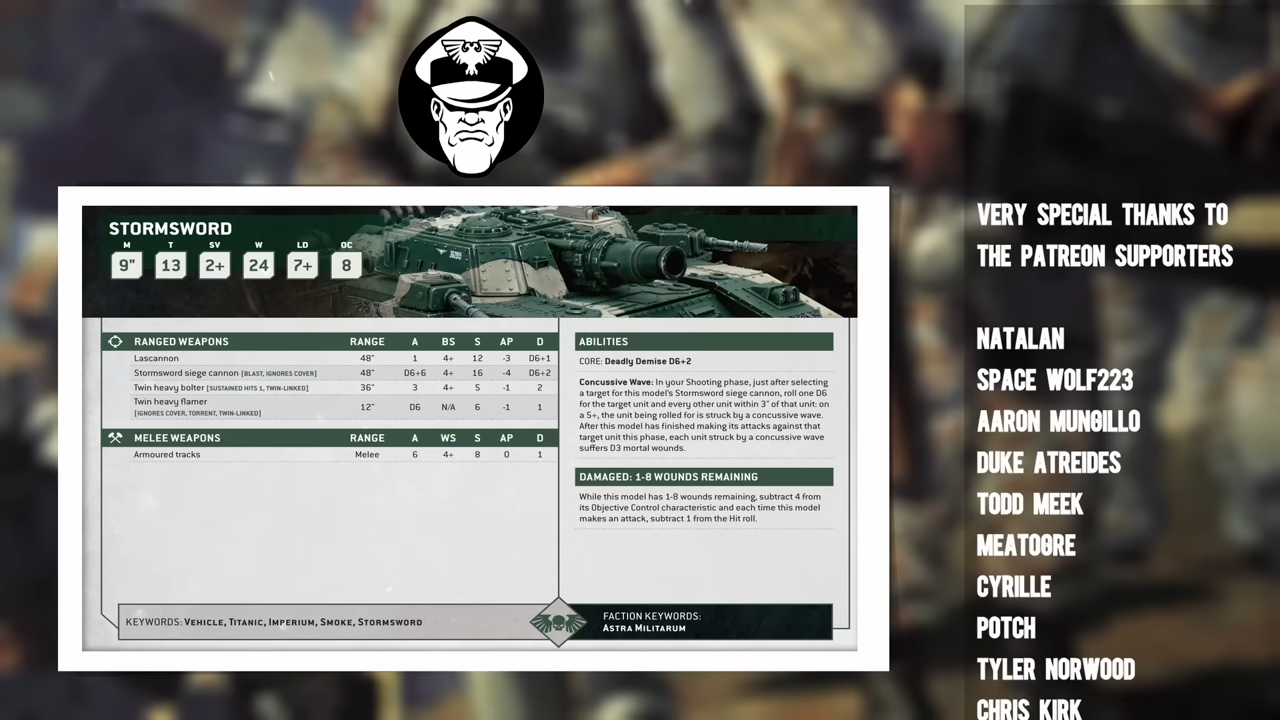 STORMSWORD
M T SV W LD OC
9" 13 2+ 24 7+ 8
RANGED WEAPONS RANGE A BS S AP D
Lascannon 48" 1 4+ 12 -3 D6+1
Stormsword siege cannon [BLAST, IGNORES COVER] 48" D6+6 4+ 16 -4 D6+2
Twin heavy bolter [SUSTAINED HITS 1, TWIN-LINKED] 36" 3 4+ 5 -1 2
Twin heavy flamer
[IGNORES COVER, TORRENT, TWIN-LINKED] 12" D6 N/A 6 -1 1
MELEE WEAPONS RANGE A WS S AP D
Armoured tracks Melee 6 4+ 8 0 1
ABILITIES
CORE: Deadly Demise D6+2
Concussive Wave: In your Shooting phase, just after selecting
a target for this model's Stormsword siege cannon, roll one D6
for the target unit and every other unit within 3" of that unit: on
a 5+, the unit being rolled for is struck by a concussive wave.
After this model has finished making its attacks against that
target unit this phase, each unit struck by a concussive wave
suffers D3 mortal wounds.
DAMAGED: 1-8 WOUNDS REMAINING
While this model has 1-8 wounds remaining, subtract 4 from
its Objective Control characteristic and each time this model
makes an attack, subtract 1 from the Hit roll.
KEYWORDS: VEHICLE, TITANIC, IMPERIUM, SMOKE, STORMSWORD
FACTION KEYWORDS:
ASTRA MILITARUM
VERY SPECIAL THANKS TO
THE PATREON SUPPORTERS
NATALAN
SPACE WOLF223
AARON MUNGILLO
DUKE ATREIDES
TODD MEEK
MEATOGRE
CYRILLE
POTCH
TYLER NORWOOD
CHRIS KIRK